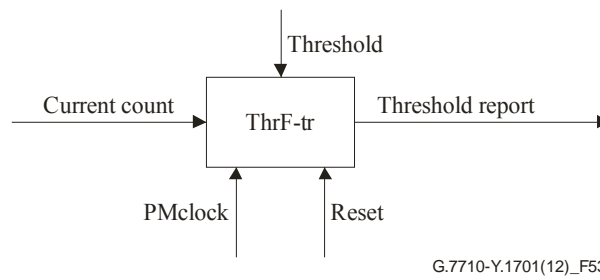 Threshold
Current count
ThrF-tr
Threshold report
PMclock
Reset
G.7710-Y.1701(12)_F53